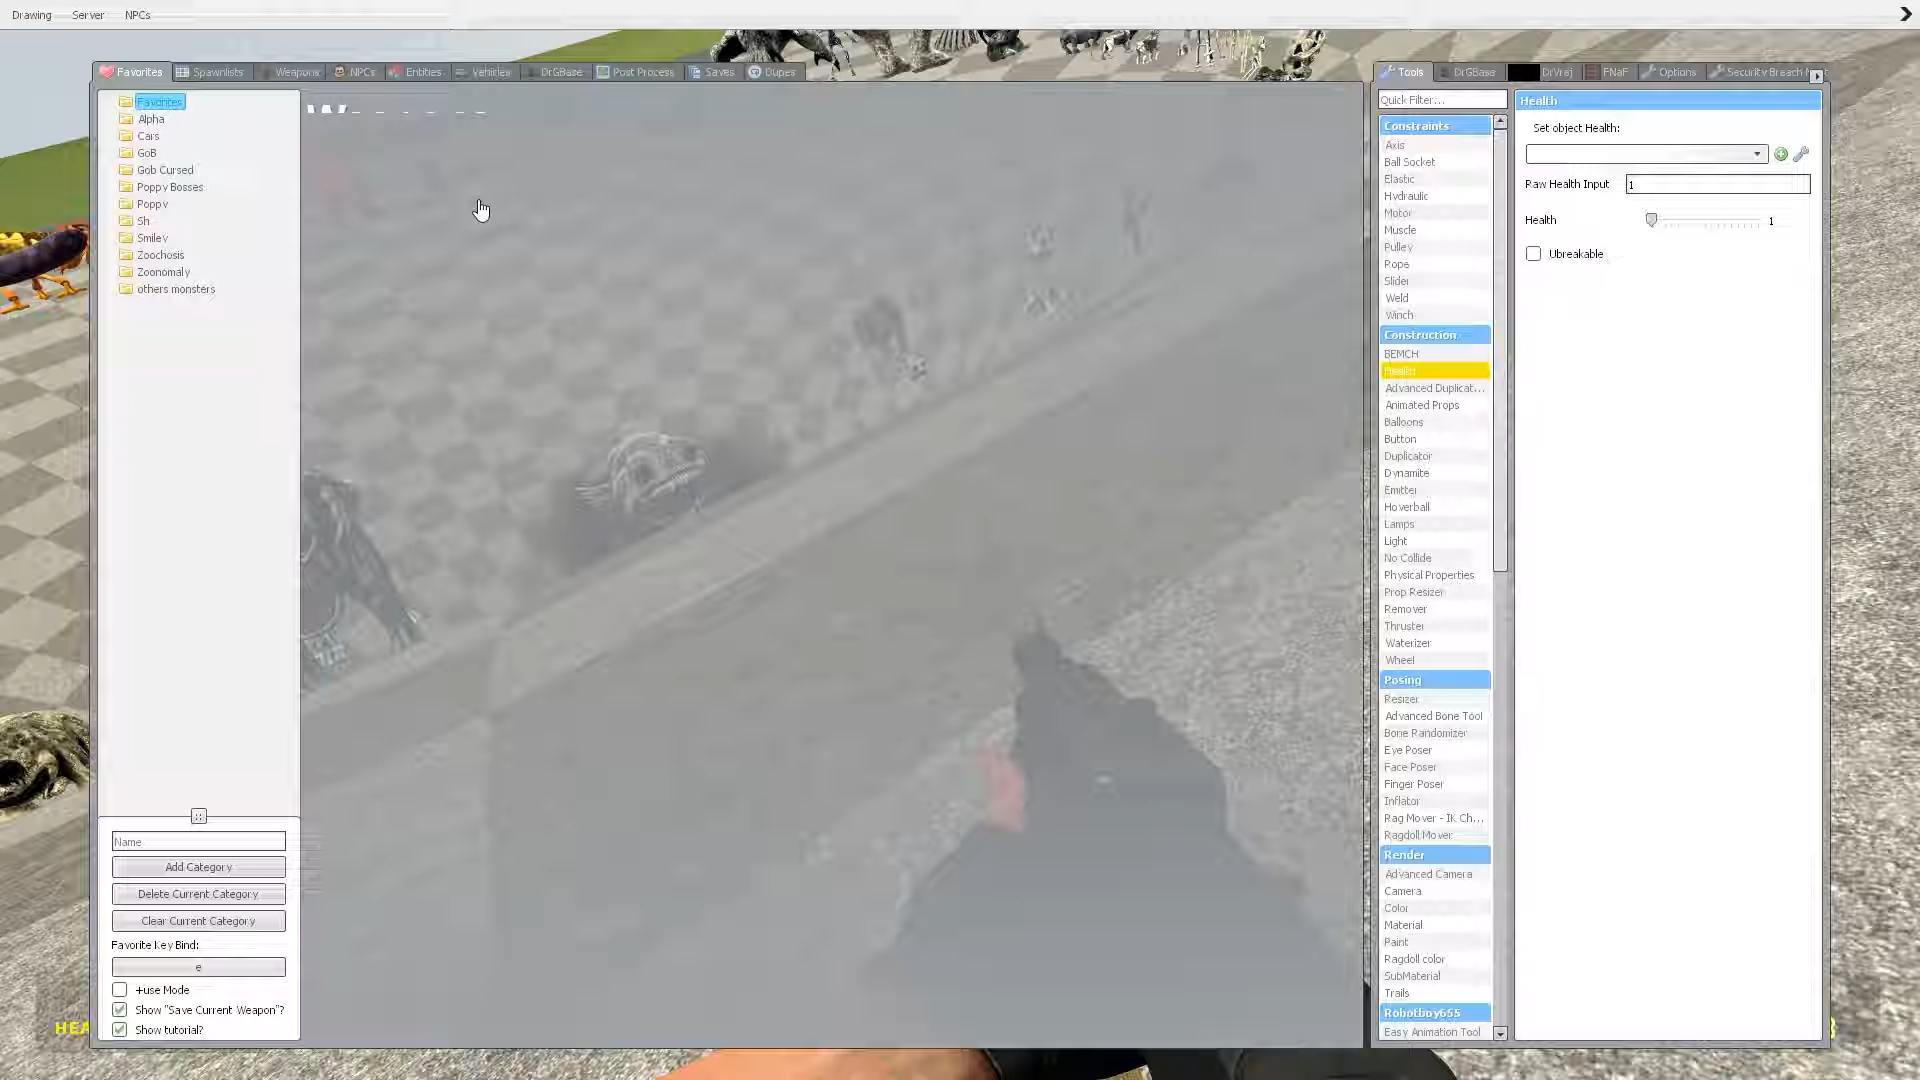 Drawing Server NPCs
Favorites Spawnlists Weapons NPCs Entities Vehicles DrGBase Post Process Saves Dupes
Favorites
Alpha
Cars
GoB
Gob Cursed
Poppy Bosses
Poppy
Sh
Smiley
Zoochosis
Zoonomaly
others monsters
Name
Add Category
Delete Current Category
Clear Current Category
Favorite Key Bind:
e
+use Mode
Show "Save Current Weapon"?
Show tutorial?
HEA
Tools DrGBase DrVrej FNaF Options Security Breach
Quick Filter...
Constraints
Axis
Ball Socket
Elastic
Hydraulic
Motor
Muscle
Pulley
Rope
Slider
Weld
Winch
Construction
BEMCH
Health
Advanced Duplicat...
Animated Props
Balloons
Button
Duplicator
Dynamite
Emitter
Hoverball
Lamps
Light
No Collide
Physical Properties
Prop Resizer
Remover
Thruster
Waterizer
Wheel
Posing
Resizer
Advanced Bone Tool
Bone Randomizer
Eye Poser
Face Poser
Finger Poser
Inflator
Rag Mover - IK Ch...
Ragdoll Mover
Render
Advanced Camera
Camera
Color
Material
Paint
Ragdoll color
SubMaterial
Trails
Robotboy655
Easy Animation Tool
Health
Set object Health:
Raw Health Input 1
Health 1
Ubreakable